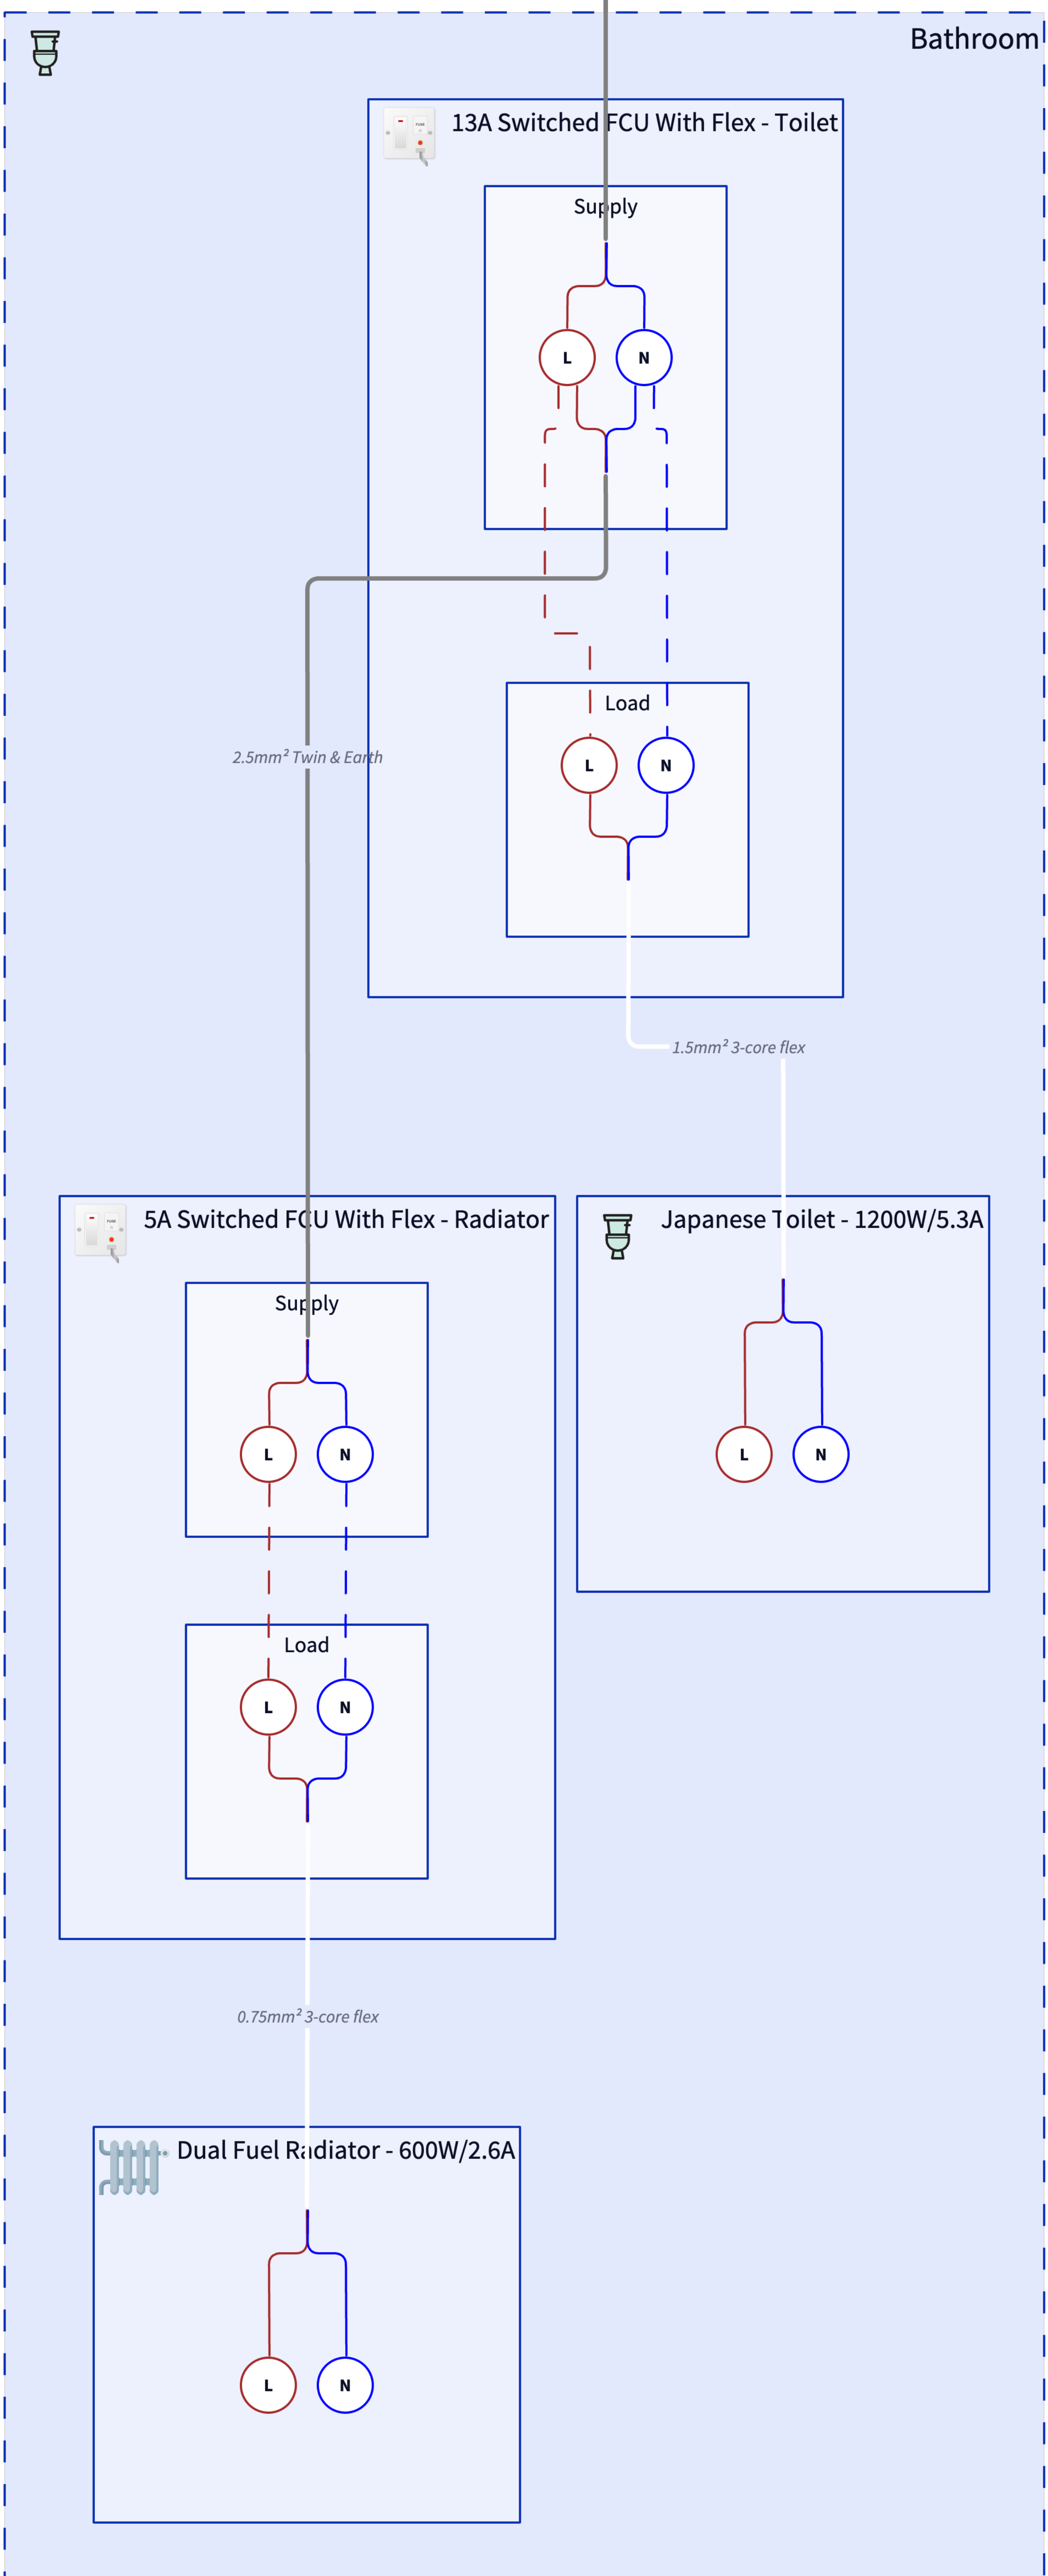 Bathroom
13A Switched FCU With Flex - Toilet
FUSE
Supply
L N
2.5mm² Twin & Earth
Load
L N
1.5mm² 3-core flex
5A Switched FCU With Flex - Radiator
FUSE
Supply
L N
Load
L N
Japanese Toilet - 1200W/5.3A
L N
0.75mm² 3-core flex
Dual Fuel Radiator - 600W/2.6A
L N